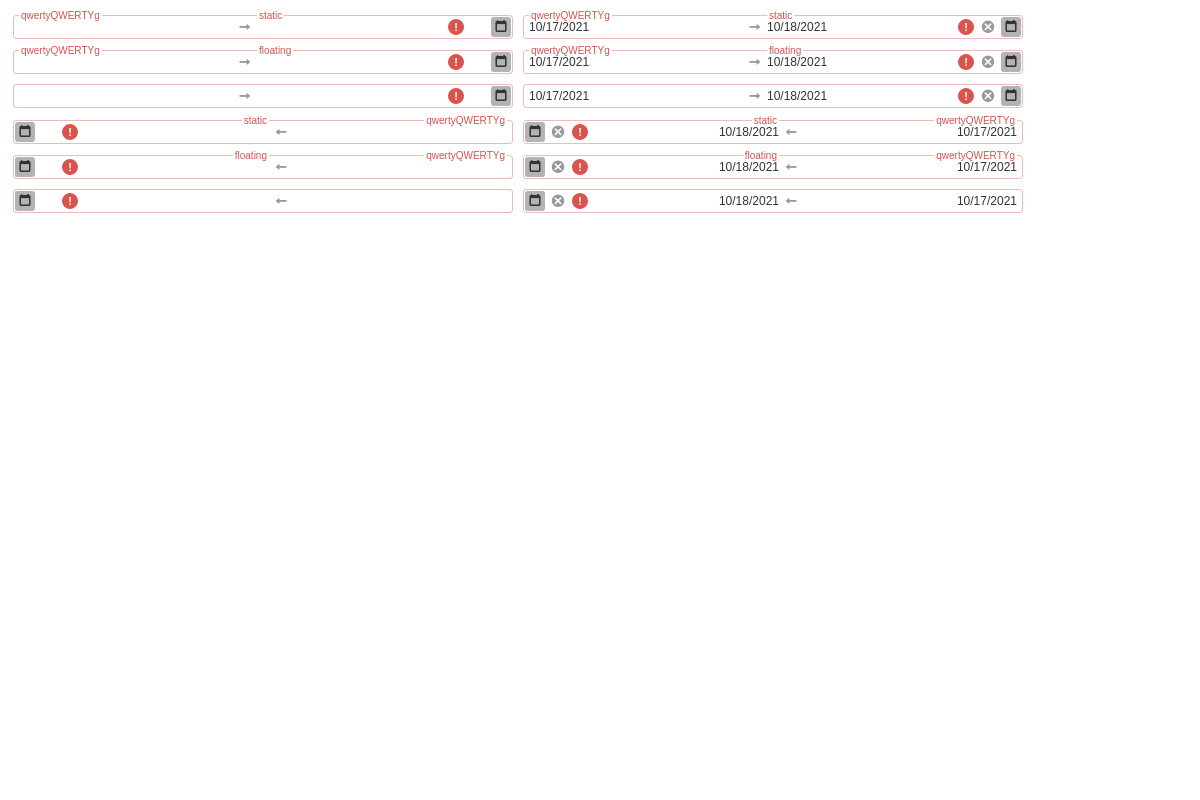 qwertyQWERTYg static qwertyQWERTYg static
10/17/2021 10/18/2021
qwertyQWERTYg floating qwertyQWERTYg floating
10/17/2021 10/18/2021
10/17/2021 10/18/2021
static qwertyQWERTYg static qwertyQWERTYg
10/18/2021 10/17/2021
floating qwertyQWERTYg floating qwertyQWERTYg
10/18/2021 10/17/2021
10/18/2021 10/17/2021